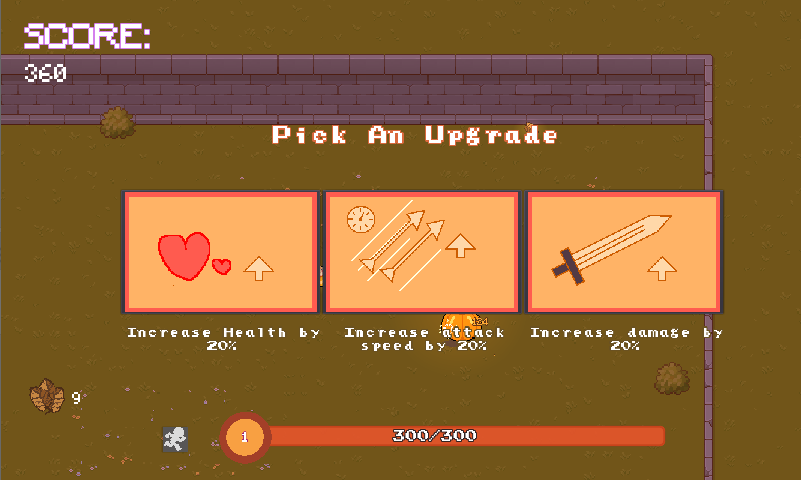 SCORE:
360
Pick An Upgrade
Increase Health by
20%
Increase attack
speed by 20%
Increase damage by
20%
9
1
300/300